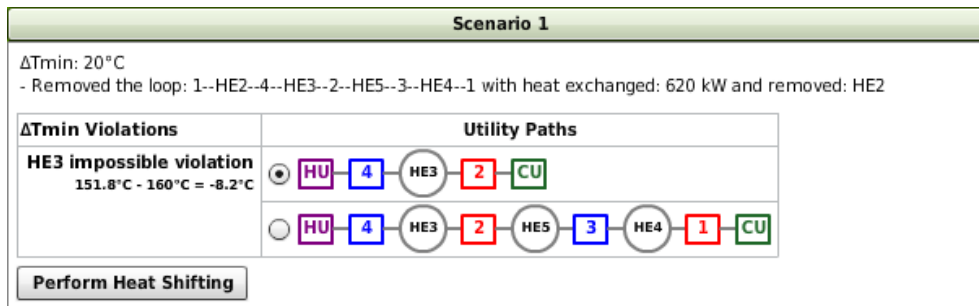 Scenario 1
ΔTmin: 20°C
- Removed the loop: 1--HE2--4--HE3--2--HE5--3--HE4--1 with heat exchanged: 620 kW and removed: HE2
ΔTmin Violations Utility Paths
HE3 impossible violation
151.8°C - 160°C = -8.2°C
HU 4 HE3 2 CU
HU 4 HE3 2 HE5 3 HE4 1 CU
Perform Heat Shifting